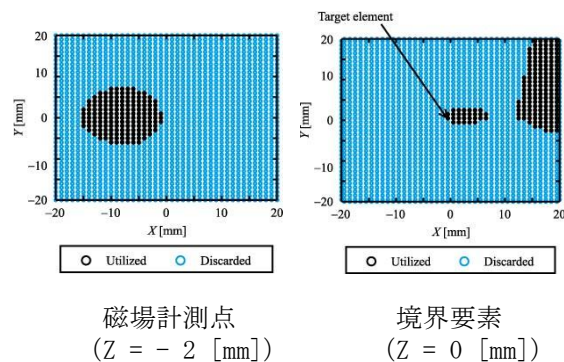 Target element
20
10
0
−10
−20
Y [mm]
−20
−10
0
10
20
X [mm]
Utilized
Discarded
20
10
0
−10
−20
Y [mm]
−20
−10
0
10
20
X [mm]
Utilized
Discarded
磁場計測点
(Z = − 2 [mm])
境界要素
(Z = 0 [mm])